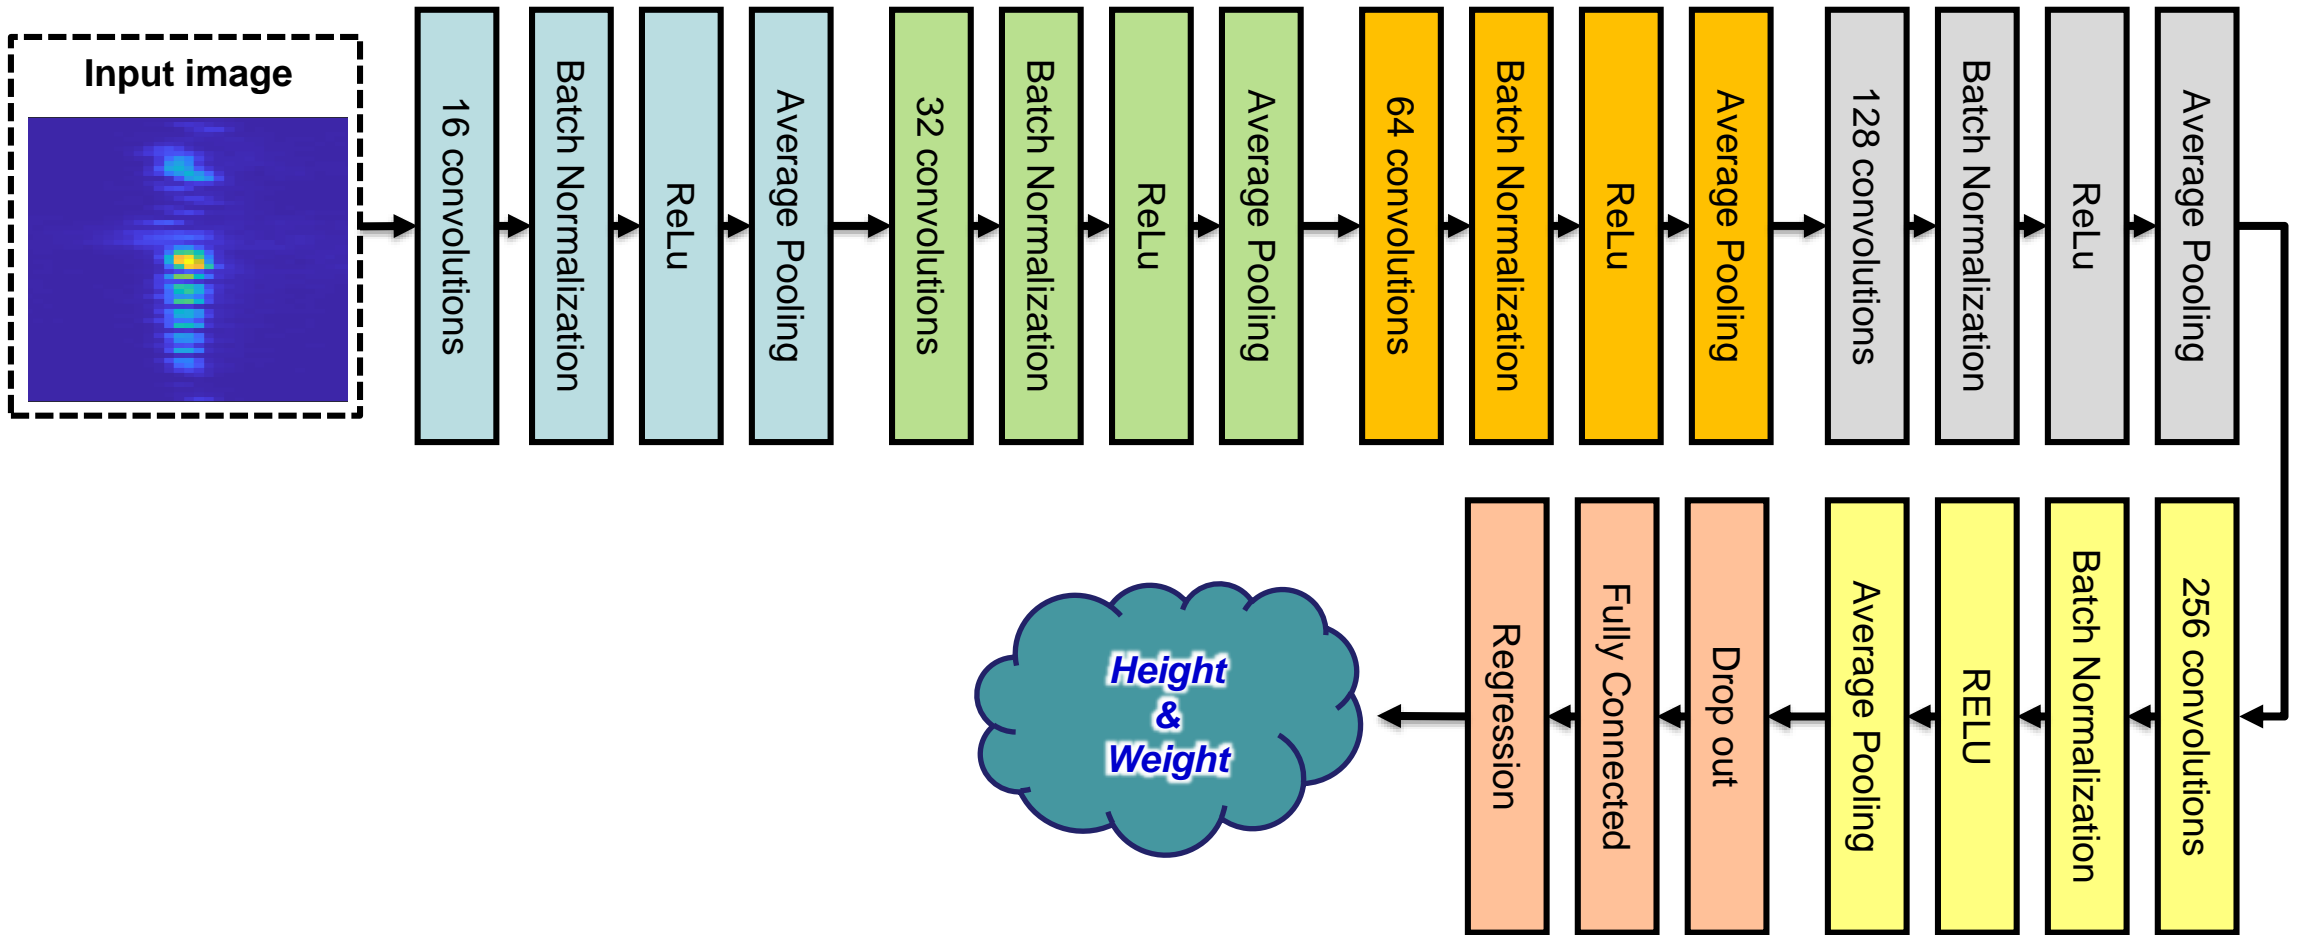 Input image
16 convolutions
Batch Normalization
ReLu
Average Pooling
32 convolutions
Batch Normalization
ReLu
Average Pooling
64 convolutions
Batch Normalization
ReLu
Average Pooling
128 convolutions
Batch Normalization
ReLu
Average Pooling
256 convolutions
Batch Normalization
RELU
Average Pooling
Drop out
Fully Connected
Regression
Height
&
Weight